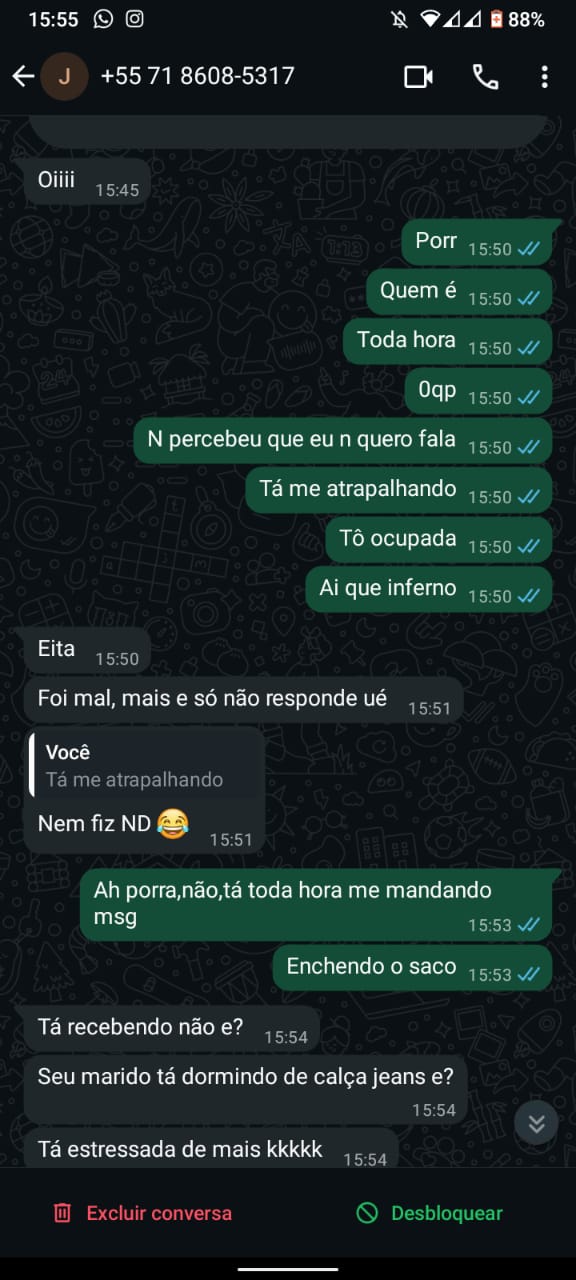 15:55
88%
J
+55 71 8608-5317
Oiiii 15:45
Porr 15:50
Quem é 15:50
Toda hora 15:50
0qp 15:50
N percebeu que eu n quero fala 15:50
Tá me atrapalhando 15:50
Tô ocupada 15:50
Ai que inferno 15:50
Eita 15:50
Foi mal, mais e só não responde ué 15:51
Você
Tá me atrapalhando
Nem fiz ND 😂 15:51
Ah porra,não,tá toda hora me mandando
msg 15:53
Enchendo o saco 15:53
Tá recebendo não e? 15:54
Seu marido tá dormindo de calça jeans e?
15:54
Tá estressada de mais kkkkk 15:54
Excluir conversa
Desbloquear